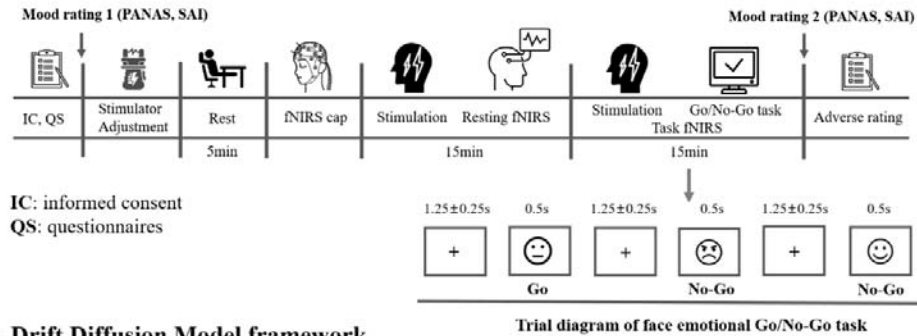 Mood rating 1 (PANAS, SAI)
Mood rating 2 (PANAS, SAI)
IC, QS
Stimulator Adjustment
Rest
fNIRS cap
Stimulation
Resting fNIRS
Stimulation
Go/No-Go task
Task fNIRS
Adverse rating
5min
15min
15min
IC: informed consent
QS: questionnaires
1.25±0.25s
0.5s
1.25±0.25s
0.5s
1.25±0.25s
0.5s
+
+
+
Go
No-Go
No-Go
Trial diagram of face emotional Go/No-Go task
Drift Diffusion Model framework